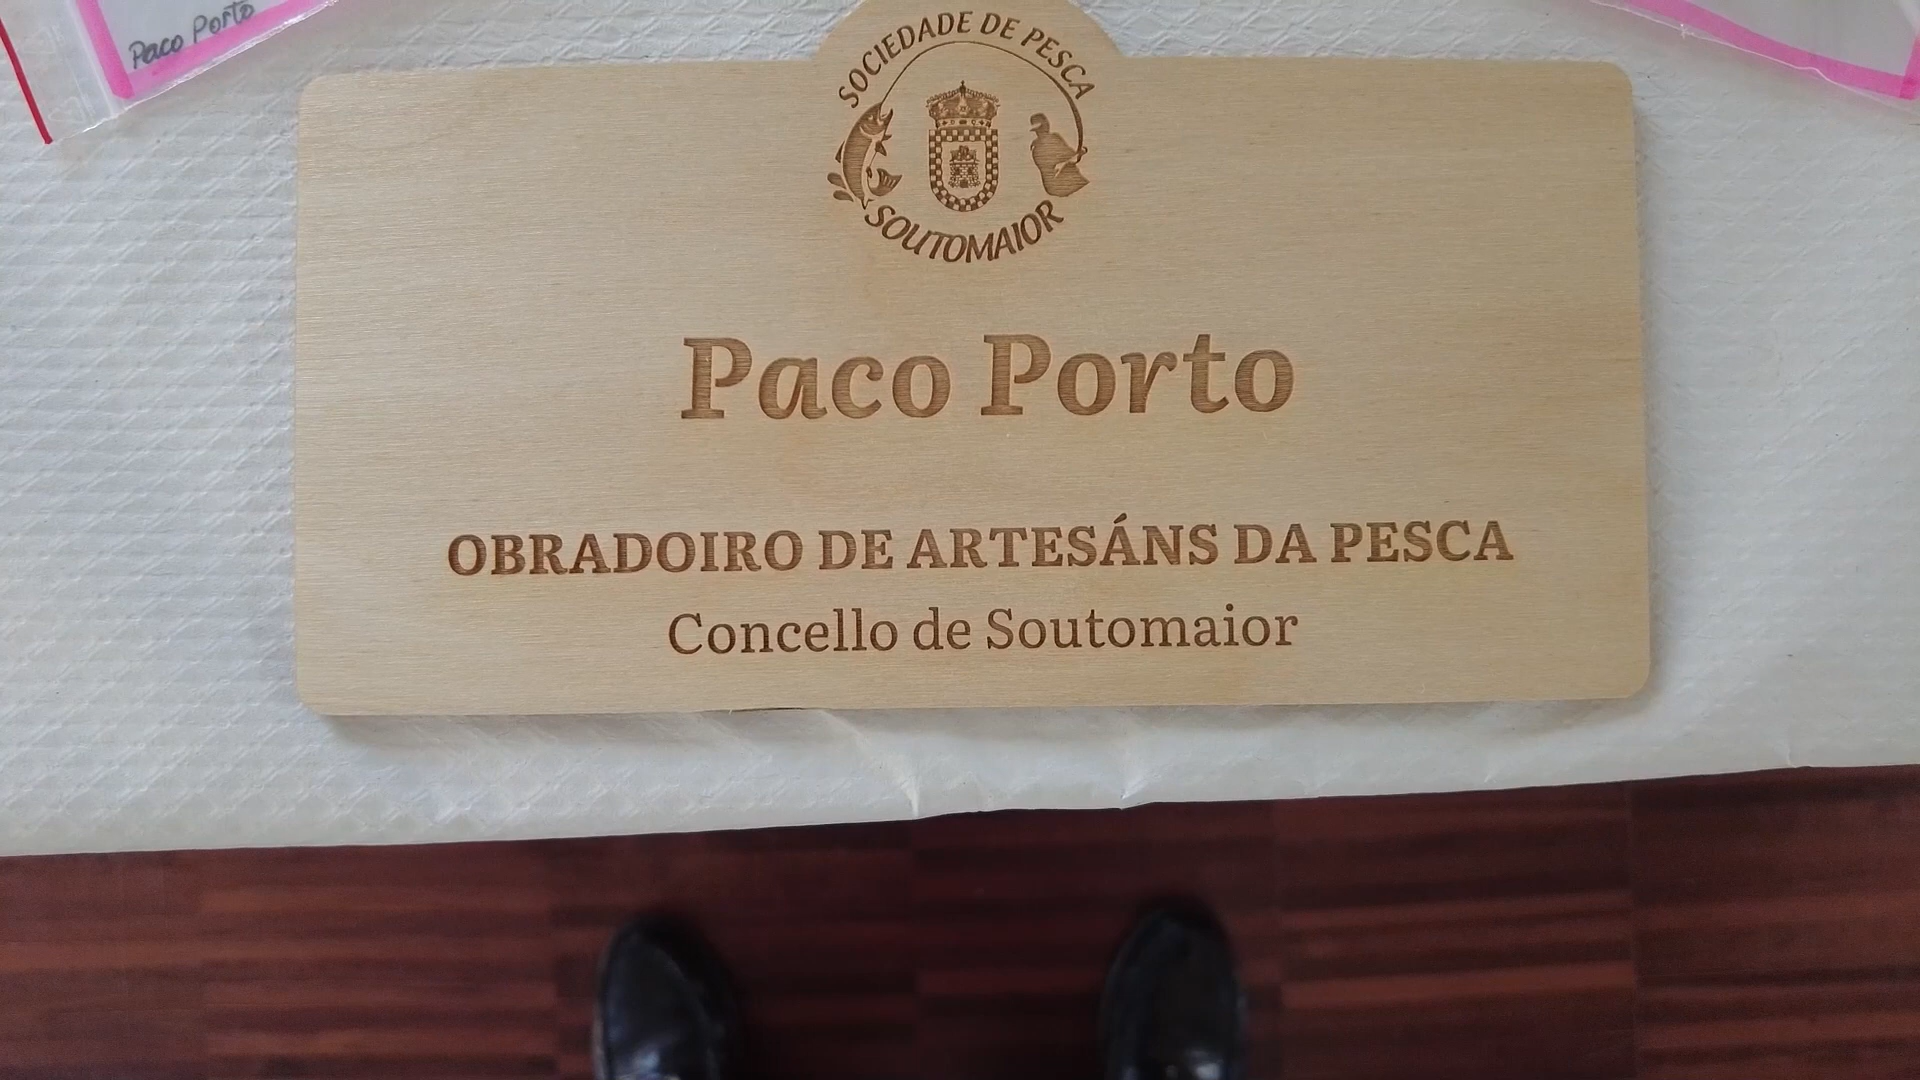 Paco Porto
SOCIEDADE DE PESCA
SOUTOMAIOR
Paco Porto
OBRADOIRO DE ARTESÁNS DA PESCA
Concello de Soutomaior